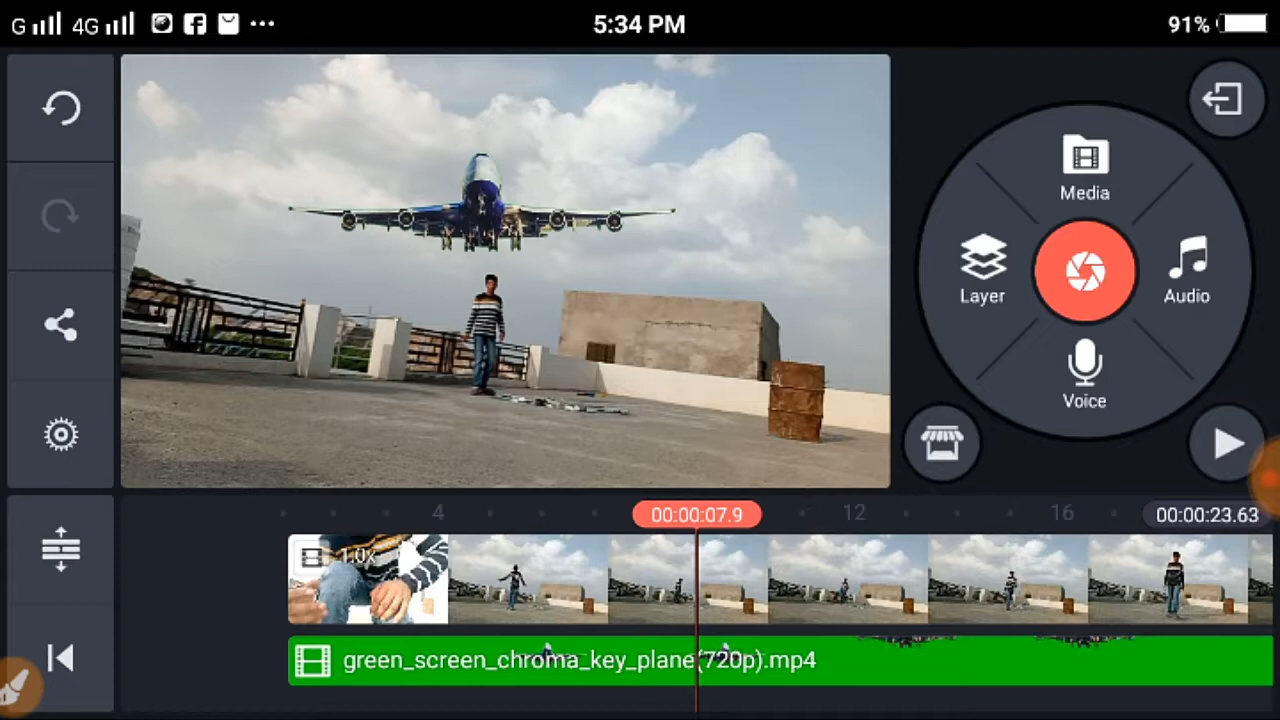 G 4G 5:34 PM 91%
Media
Layer
Audio
Voice
4 00:00:07.9 12 16 00:00:23.63
1.0x
green_screen_chroma_key_plane(720p).mp4